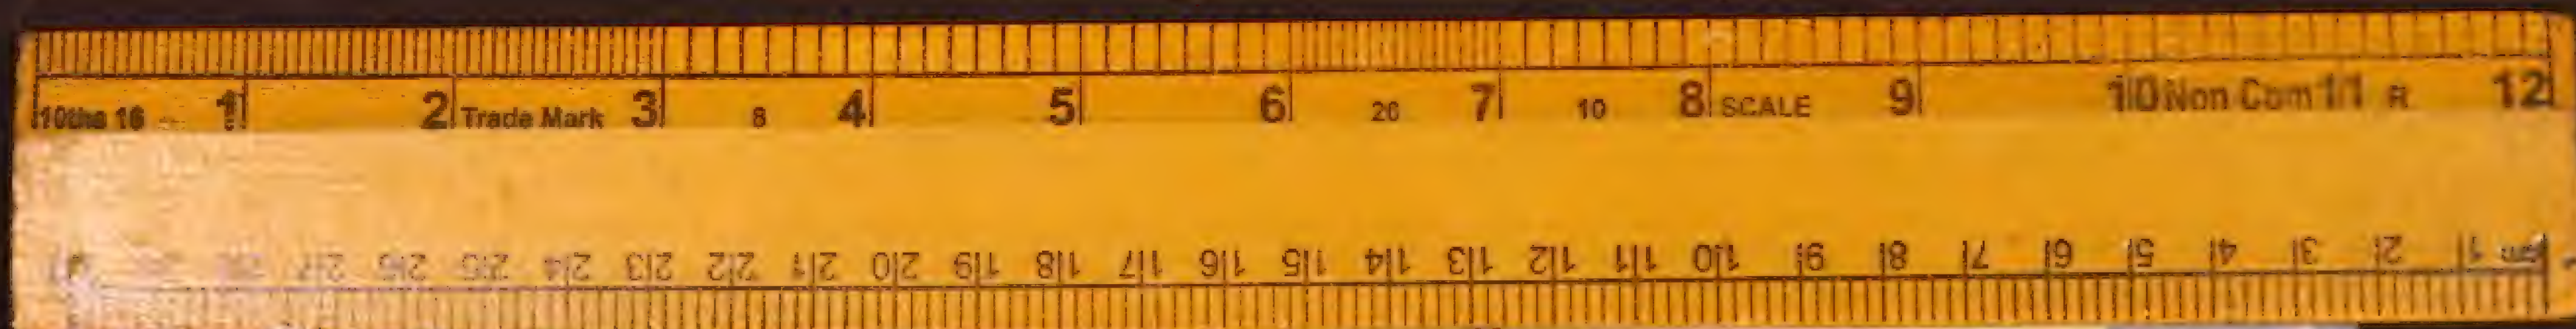 10ths 16 1 2 Trade Mark 3 8 4 5 6 20 7 10 8 SCALE 9 10 Non Com 11 R 12
cm 1 2 3 4 5 6 7 8 9 10 11 12 13 14 15 16 17 18 19 20 21 22 23 24 25 26 27